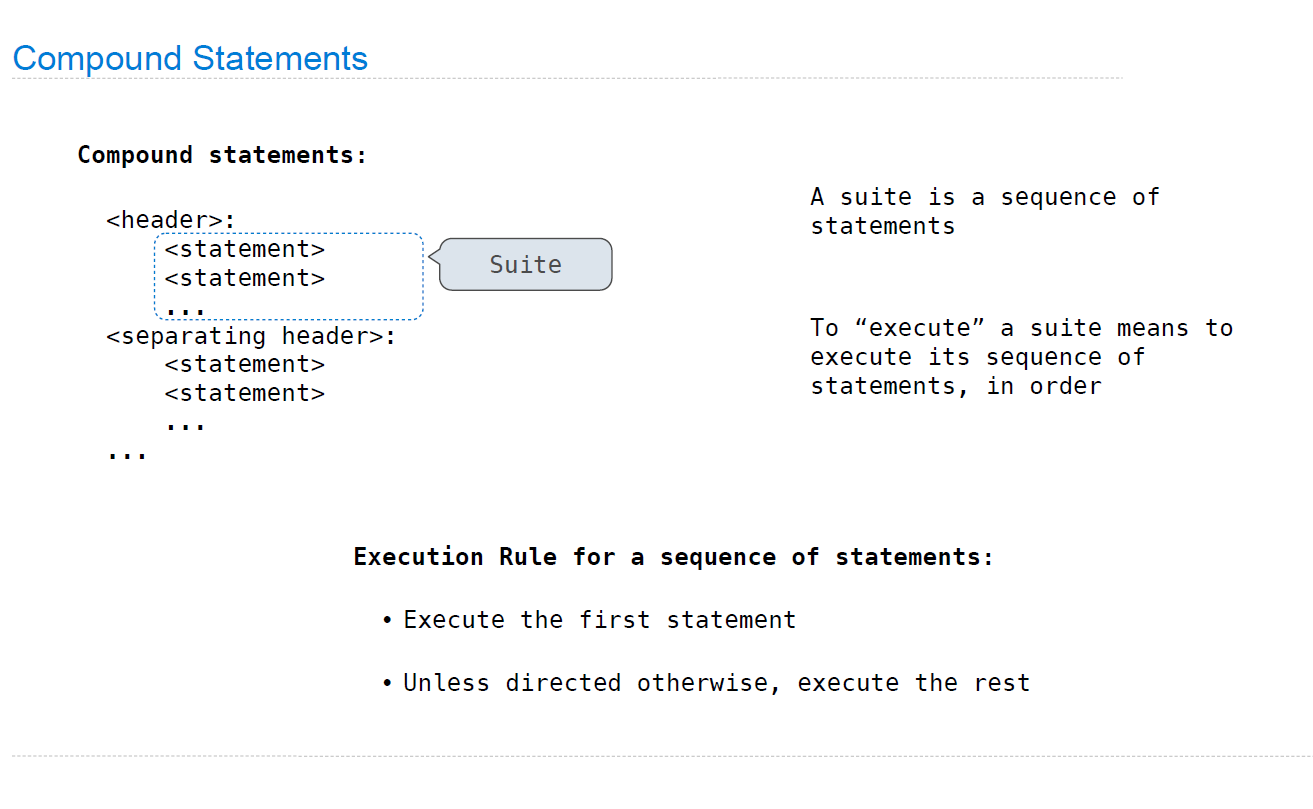 Compound Statements
Compound statements:
<header>:
<statement>
<statement>
...
<separating header>:
<statement>
<statement>
...
...
Suite
A suite is a sequence of
statements
To “execute” a suite means to
execute its sequence of
statements, in order
Execution Rule for a sequence of statements:
• Execute the first statement
• Unless directed otherwise, execute the rest